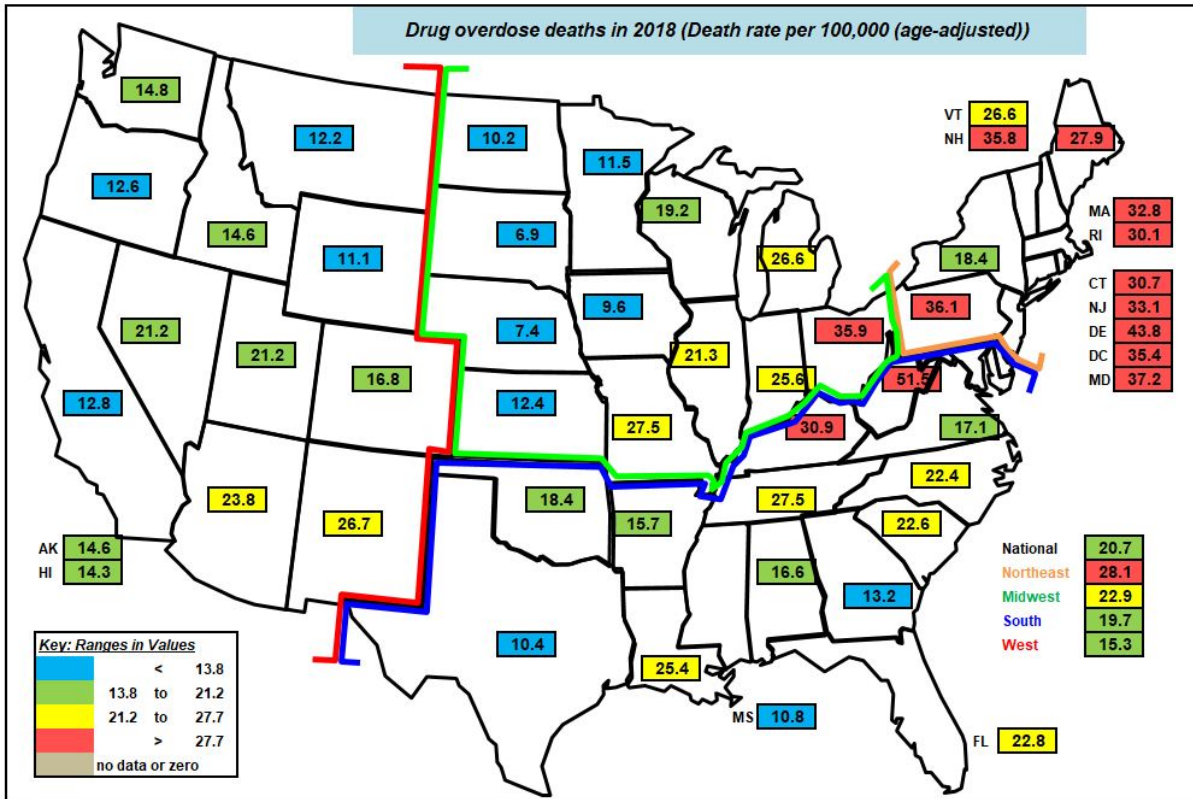 Drug overdose deaths in 2018 (Death rate per 100,000 (age-adjusted))
14.8
12.2
10.2
11.5
VT 26.6
NH 35.8 27.9
12.6
14.6
11.1
6.9
19.2
26.6
18.4
MA 32.8
RI 30.1
21.2
21.2
16.8
7.4
9.6
21.3
25.6
35.9
36.1
CT 30.7
NJ 33.1
DE 43.8
DC 35.4
MD 37.2
12.8
12.4
27.5
30.9
51.5
17.1
23.8
26.7
18.4
15.7
27.5
22.4
22.6
AK 14.6
HI 14.3
16.6
13.2
10.4
25.4
MS 10.8
FL 22.8
National 20.7
Northeast 28.1
Midwest 22.9
South 19.7
West 15.3
Key: Ranges in Values
< 13.8
13.8 to 21.2
21.2 to 27.7
> 27.7
no data or zero